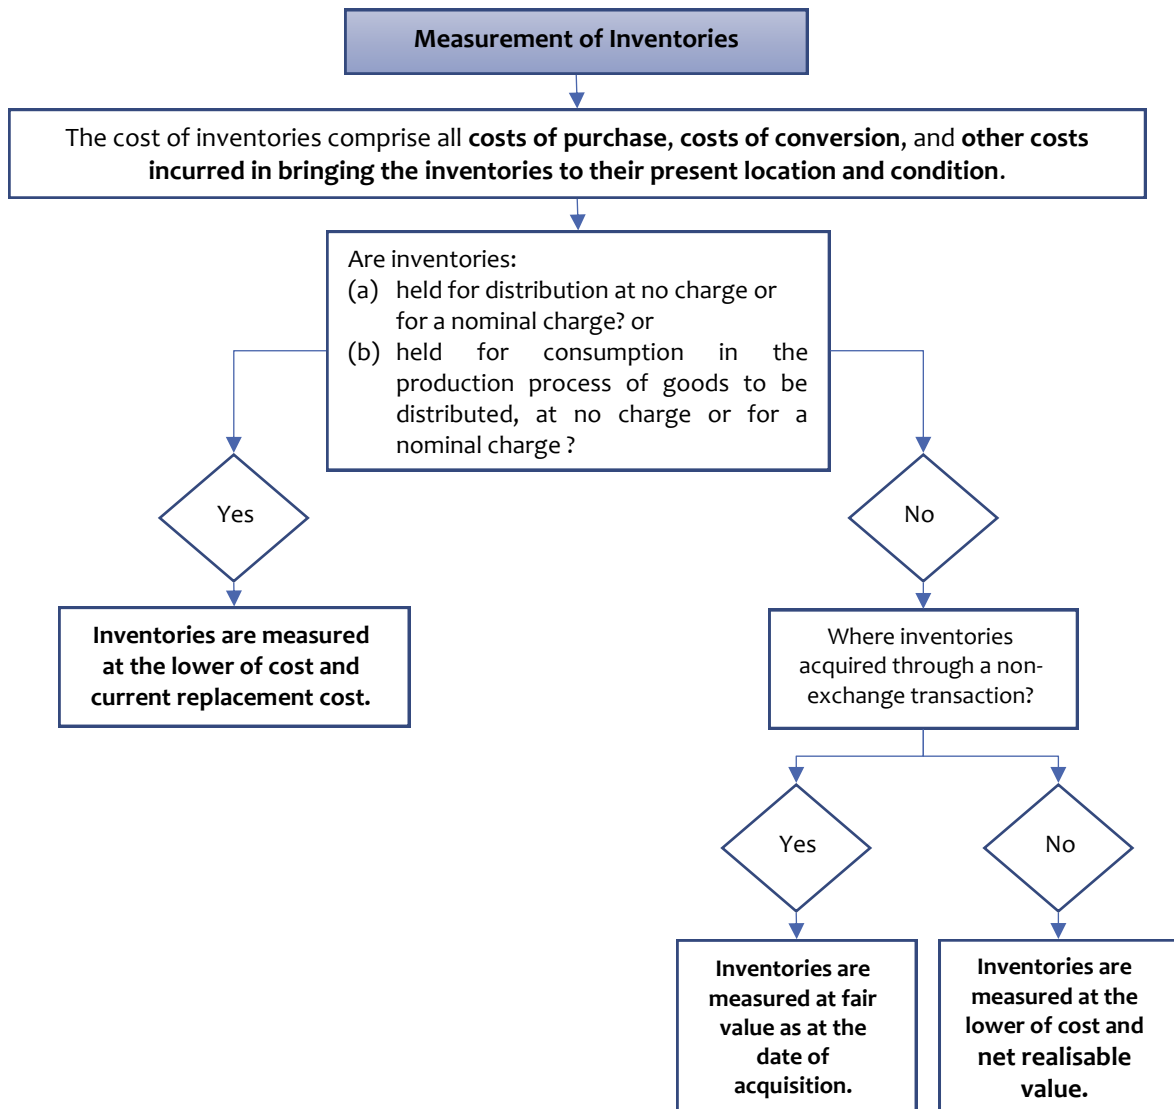 Measurement of Inventories
The cost of inventories comprise all costs of purchase, costs of conversion, and other costs
incurred in bringing the inventories to their present location and condition.
Are inventories:
(a) held for distribution at no charge or
for a nominal charge? or
(b) held for consumption in the
production process of goods to be
distributed, at no charge or for a
nominal charge ?
Yes
No
Inventories are measured
at the lower of cost and
current replacement cost.
Where inventories
acquired through a non-
exchange transaction?
Yes
No
Inventories are
measured at fair
value as at the
date of
acquisition.
Inventories are
measured at the
lower of cost and
net realisable
value.